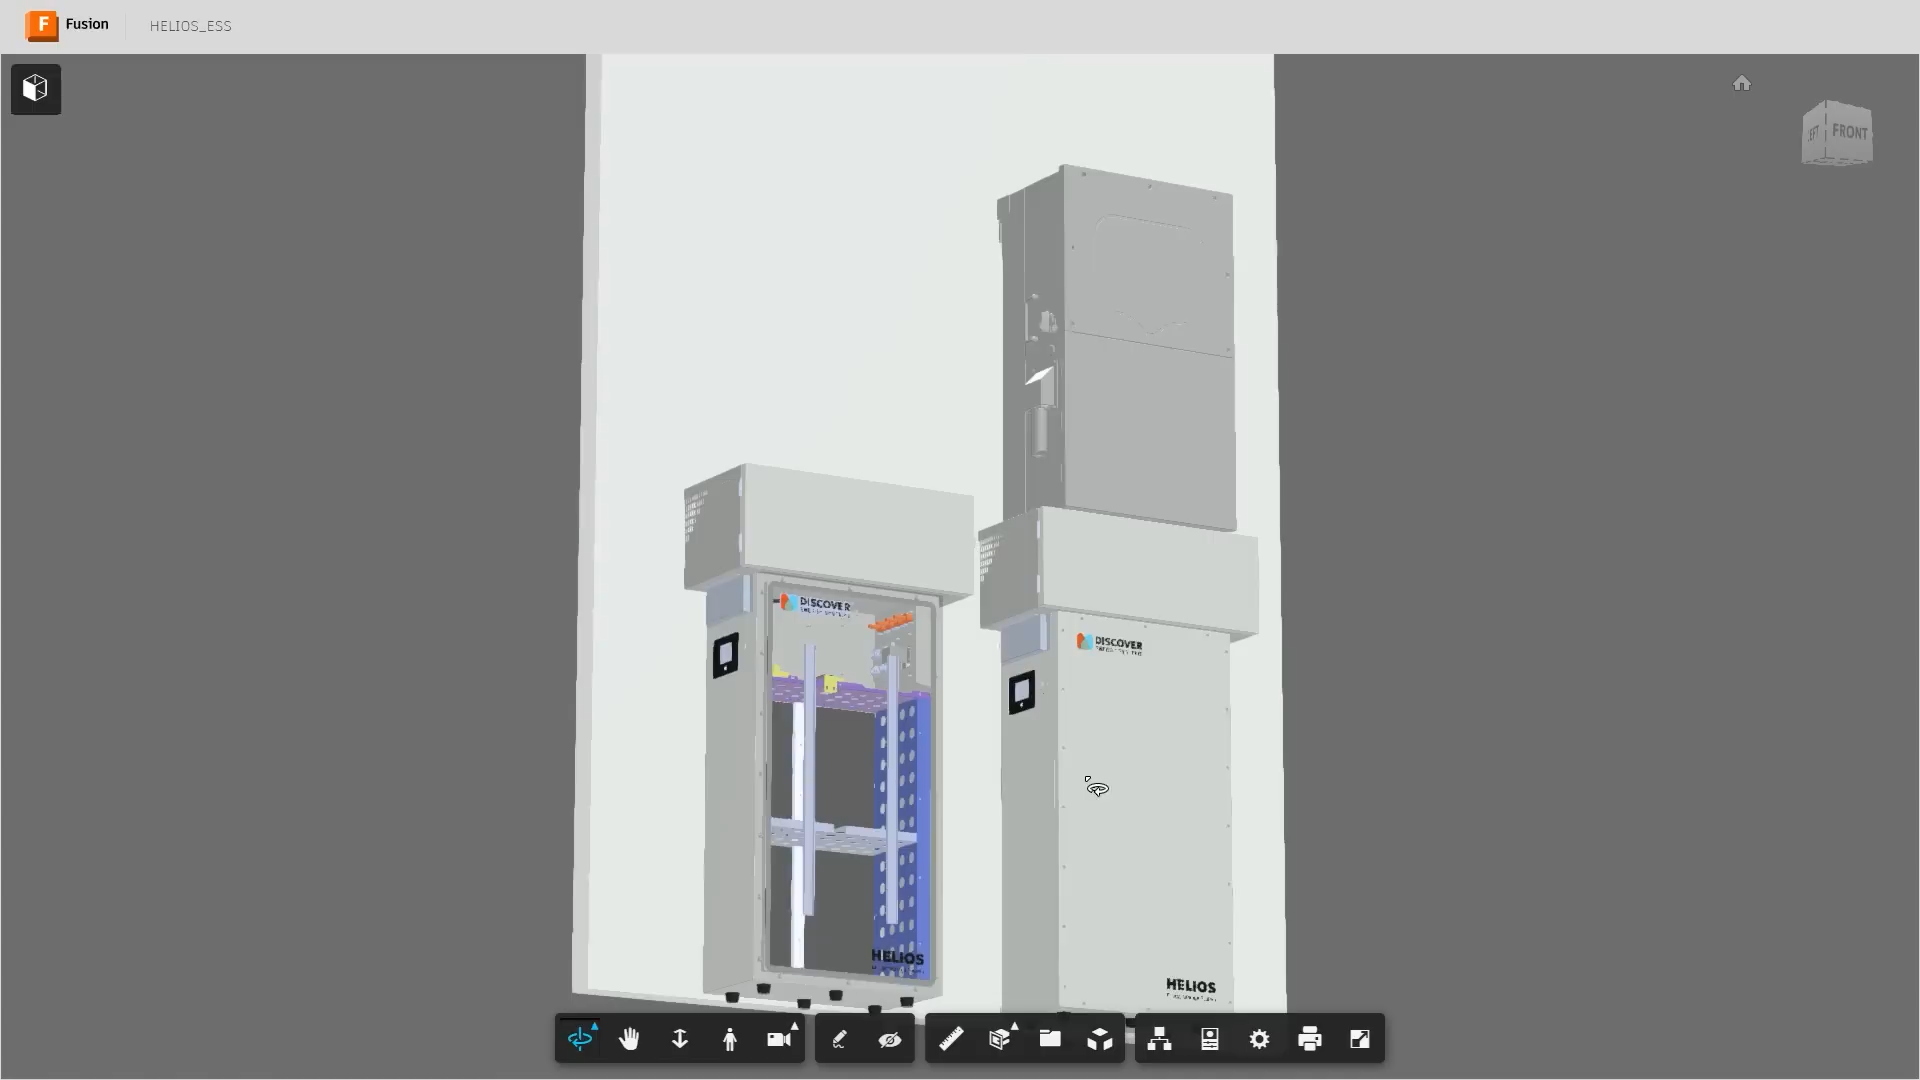 F Fusion HELIOS_ESS
FRONT
DISCOVER
DISCOVER
HELIOS
HELIOS